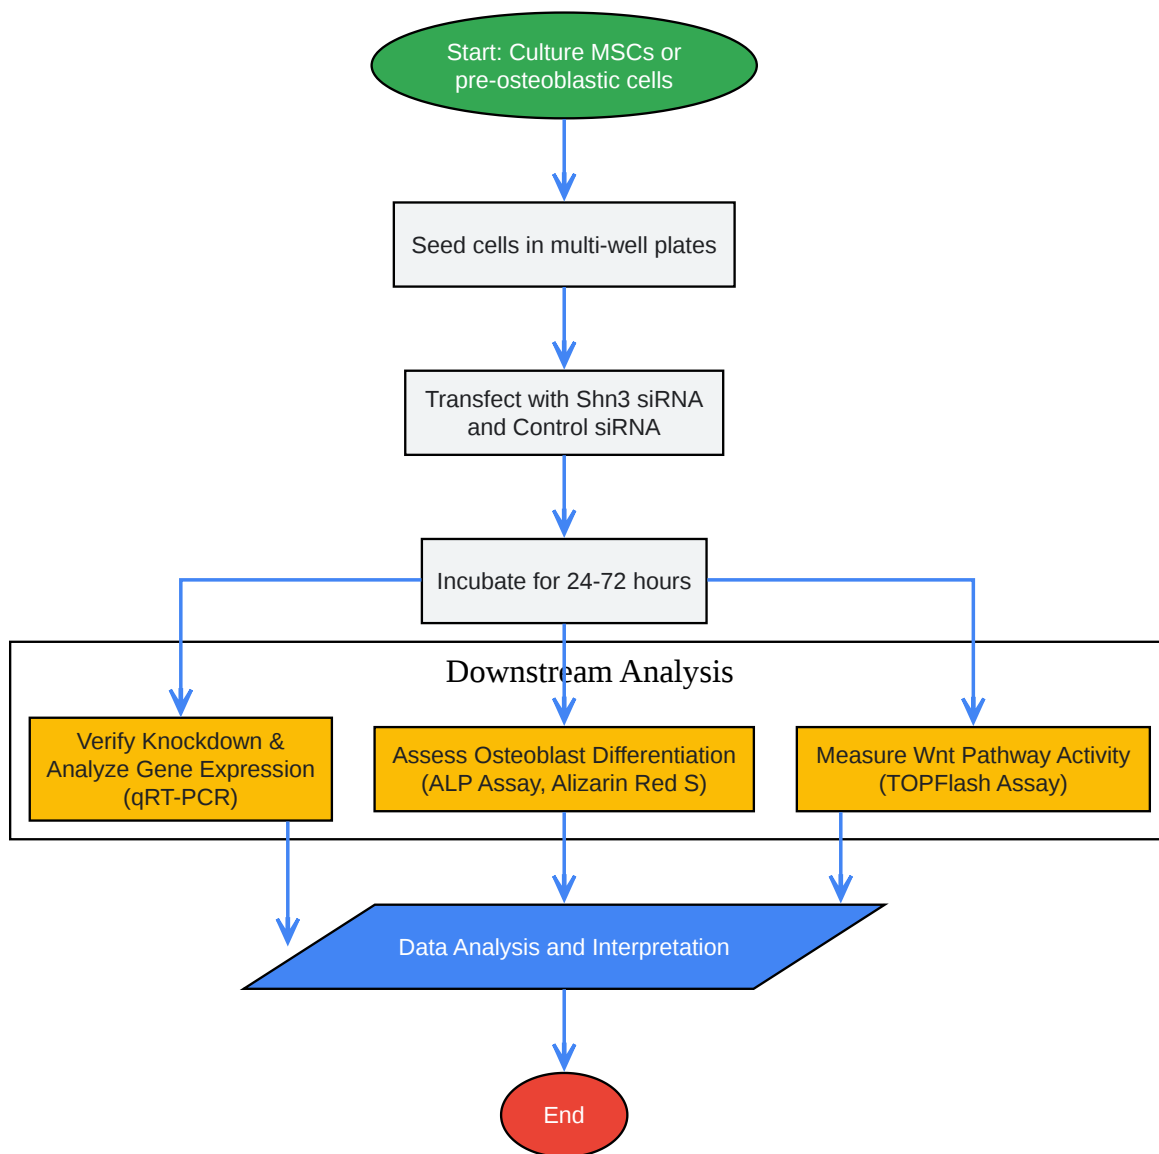 Start: Culture MSCs or
pre-osteoblastic cells
Seed cells in multi-well plates
Transfect with Shn3 siRNA
and Control siRNA
Incubate for 24-72 hours
Downstream Analysis
Verify Knockdown &
Analyze Gene Expression
(qRT-PCR)
Assess Osteoblast Differentiation
(ALP Assay, Alizarin Red S)
Measure Wnt Pathway Activity
(TOPFlash Assay)
Data Analysis and Interpretation
End